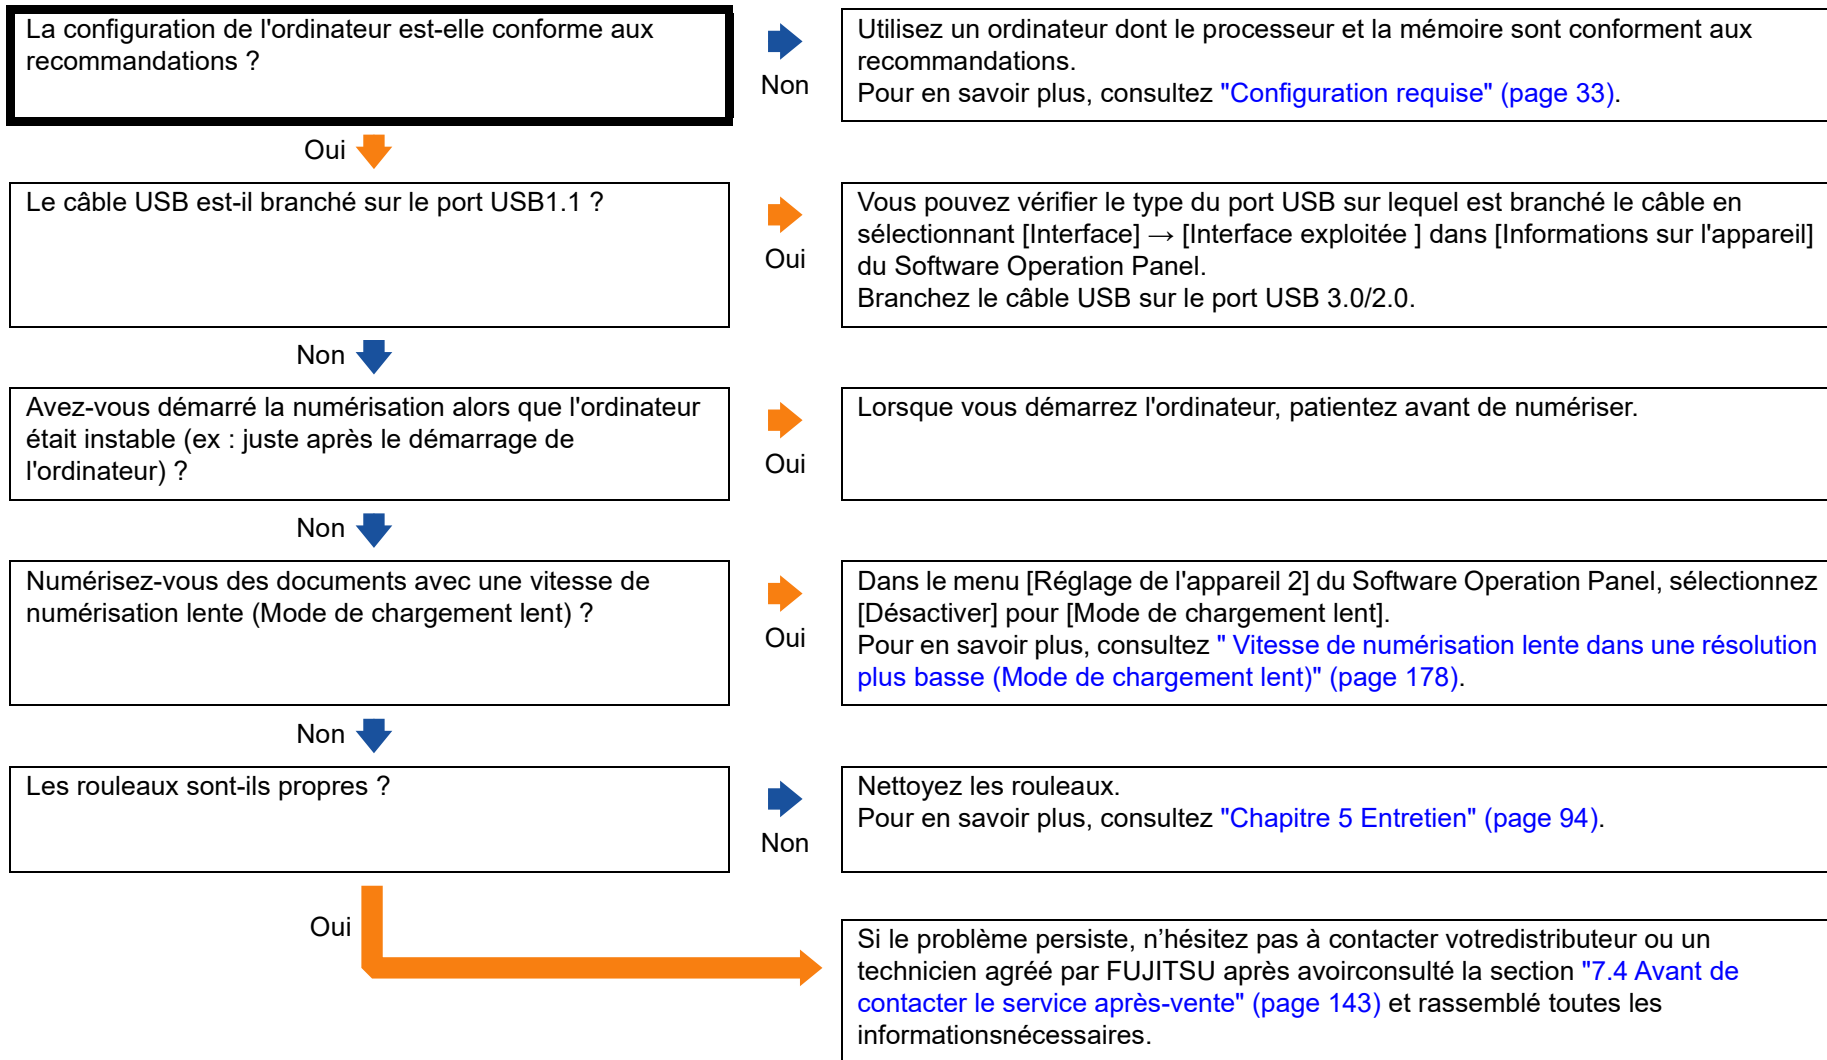 La configuration de l'ordinateur est-elle conforme aux
recommandations ?
Non
Utilisez un ordinateur dont le processeur et la mémoire sont conforment aux
recommandations.
Pour en savoir plus, consultez "Configuration requise" (page 33).
Oui
Le câble USB est-il branché sur le port USB1.1 ?
Oui
Vous pouvez vérifier le type du port USB sur lequel est branché le câble en
sélectionnant [Interface] → [Interface exploitée ] dans [Informations sur l'appareil]
du Software Operation Panel.
Branchez le câble USB sur le port USB 3.0/2.0.
Non
Avez-vous démarré la numérisation alors que l'ordinateur
était instable (ex : juste après le démarrage de
l'ordinateur) ?
Oui
Lorsque vous démarrez l'ordinateur, patientez avant de numériser.
Non
Numérisez-vous des documents avec une vitesse de
numérisation lente (Mode de chargement lent) ?
Oui
Dans le menu [Réglage de l'appareil 2] du Software Operation Panel, sélectionnez
[Désactiver] pour [Mode de chargement lent].
Pour en savoir plus, consultez " Vitesse de numérisation lente dans une résolution
plus basse (Mode de chargement lent)" (page 178).
Non
Les rouleaux sont-ils propres ?
Non
Nettoyez les rouleaux.
Pour en savoir plus, consultez "Chapitre 5 Entretien" (page 94).
Oui
Si le problème persiste, n’hésitez pas à contacter votredistributeur ou un
technicien agréé par FUJITSU après avoirconsulté la section "7.4 Avant de
contacter le service après-vente" (page 143) et rassemblé toutes les
informationsnécessaires.